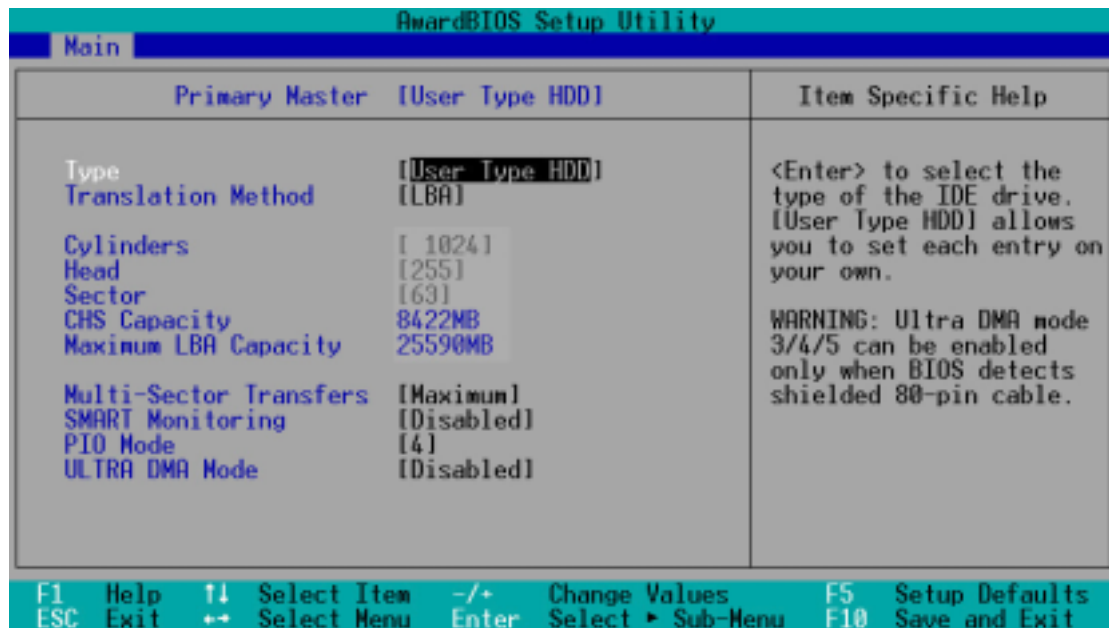 AwardBIOS Setup Utility
Main
Primary Master [User Type HDD]
Item Specific Help
Type [User Type HDD]
Translation Method [LBA]
Cylinders [ 1024]
Head [255]
Sector [63]
CHS Capacity 8422MB
Maximum LBA Capacity 25590MB
Multi-Sector Transfers [Maximum]
SMART Monitoring [Disabled]
PIO Mode [4]
ULTRA DMA Mode [Disabled]
<Enter> to select the
type of the IDE drive.
[User Type HDD] allows
you to set each entry on
your own.
WARNING: Ultra DMA mode
3/4/5 can be enabled
only when BIOS detects
shielded 80-pin cable.
F1 Help ↑↓ Select Item -/+ Change Values F5 Setup Defaults
ESC Exit ←→ Select Menu Enter Select ► Sub-Menu F10 Save and Exit